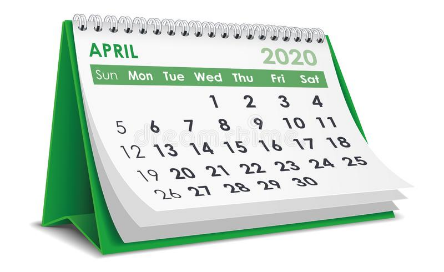 APRIL 2020
Sun Mon Tue Wed Thu Fri Sat
1 2 3 4
5 6 7 8 9 10 11
12 13 14 15 16 17 18
19 20 21 22 23 24 25
26 27 28 29 30
dreamstime